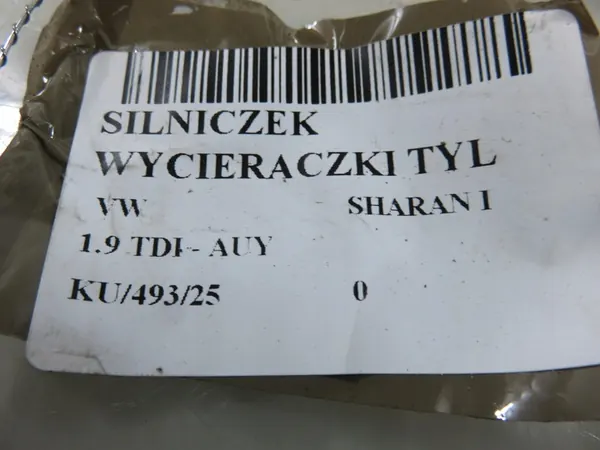 SILNICZEK
WYCIERACZKI TYL
VW SHARAN I
1.9 TDI - AUY
KU/493/25 0